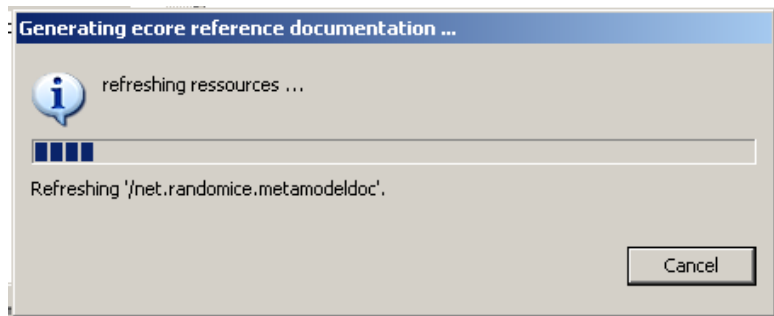 Generating ecore reference documentation ...
refreshing ressources ...
Refreshing '/net.randomice.metamodeldoc'.
Cancel